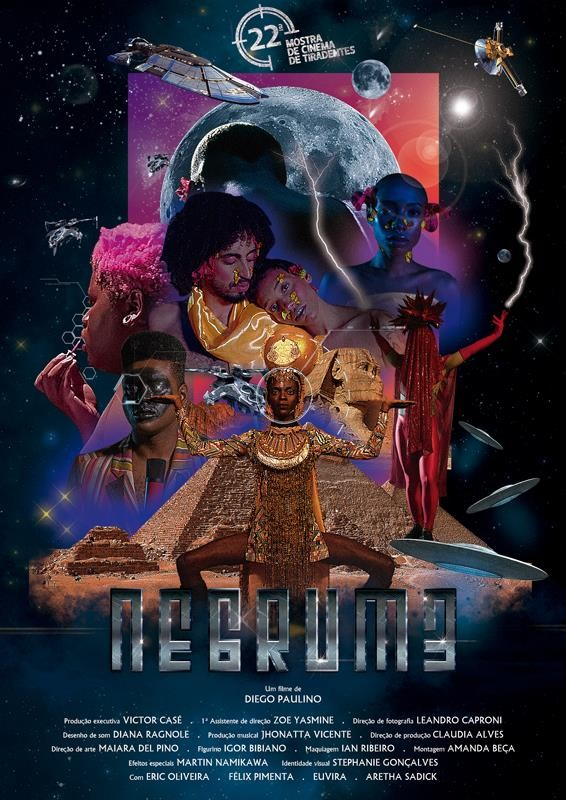 22ª
MOSTRA
DE CINEMA
DE TIRADENTES
NEGRUM3
Um filme de
DIEGO PAULINO
Produção executiva VICTOR CASÉ . 1ª Assistente de direção ZOE YASMINE . Direção de fotografia LEANDRO CAPRONI
Desenho de som DIANA RAGNOLE . Produção musical JHONATTA VICENTE . Direção de produção CLAUDIA ALVES
Direção de arte MAIARA DEL PINO . Figurino IGOR BIBIANO . Maquiagem IAN RIBEIRO . Montagem AMANDA BEÇA
Efeitos especiais MARTIN NAMIKAWA Identidade visual STEPHANIE GONÇALVES
Com ERIC OLIVEIRA . FÉLIX PIMENTA . EUVIRA . ARETHA SADICK